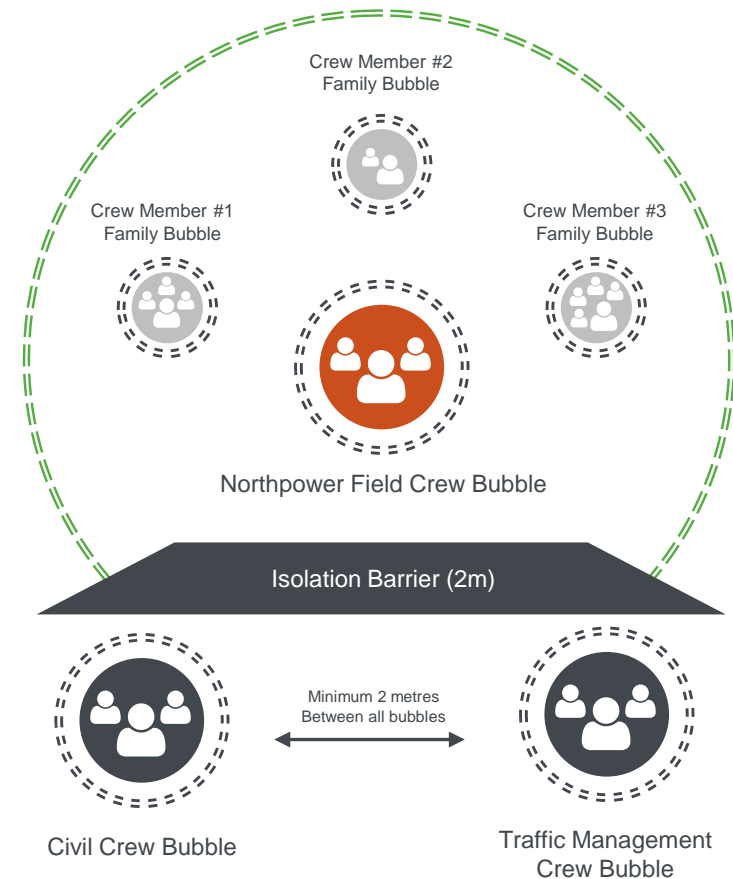 Crew Member #2
Family Bubble
Crew Member #1
Family Bubble
Crew Member #3
Family Bubble
Northpower Field Crew Bubble
Isolation Barrier (2m)
Minimum 2 metres
Between all bubbles
Civil Crew Bubble
Traffic Management
Crew Bubble